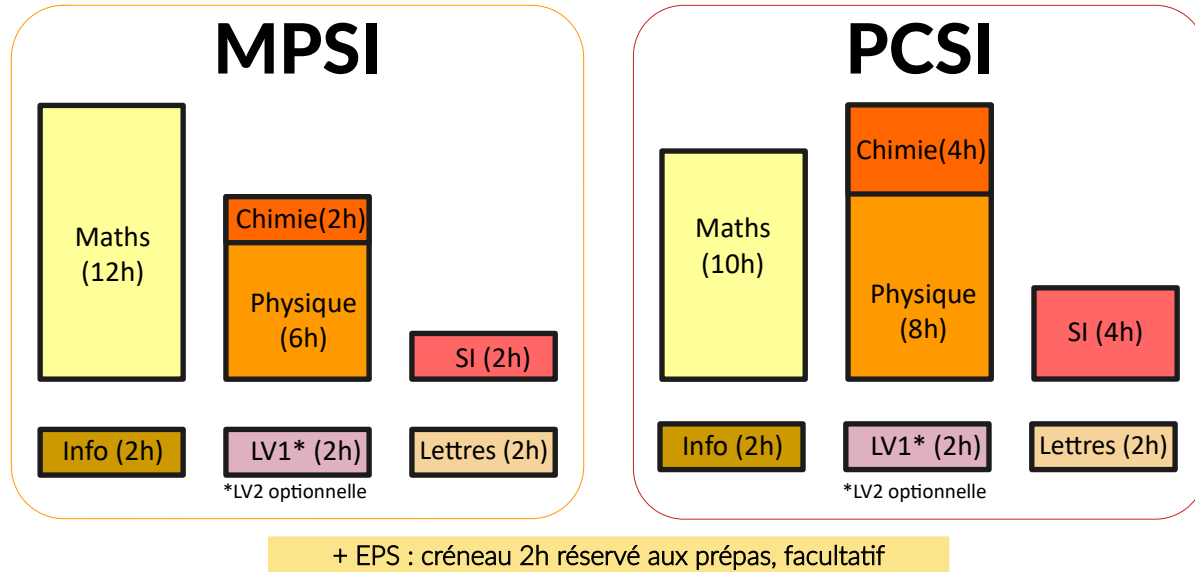 MPSI
Maths
(12h)
Chimie(2h)
Physique
(6h)
SI (2h)
Info (2h)
LV1* (2h)
Lettres (2h)
*LV2 optionnelle
PCSI
Maths
(10h)
Chimie(4h)
Physique
(8h)
SI (4h)
Info (2h)
LV1* (2h)
Lettres (2h)
*LV2 optionnelle
+ EPS : créneau 2h réservé aux prépas, facultatif